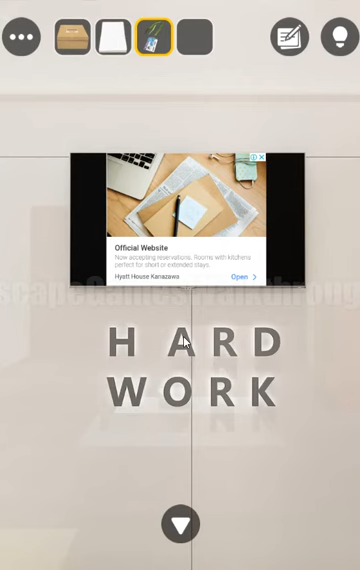 Official Website
Now accepting reservations. Rooms with kitchens
perfect for short or extended stays.
Hyatt House Kanazawa
Open
H A R D
W O R K